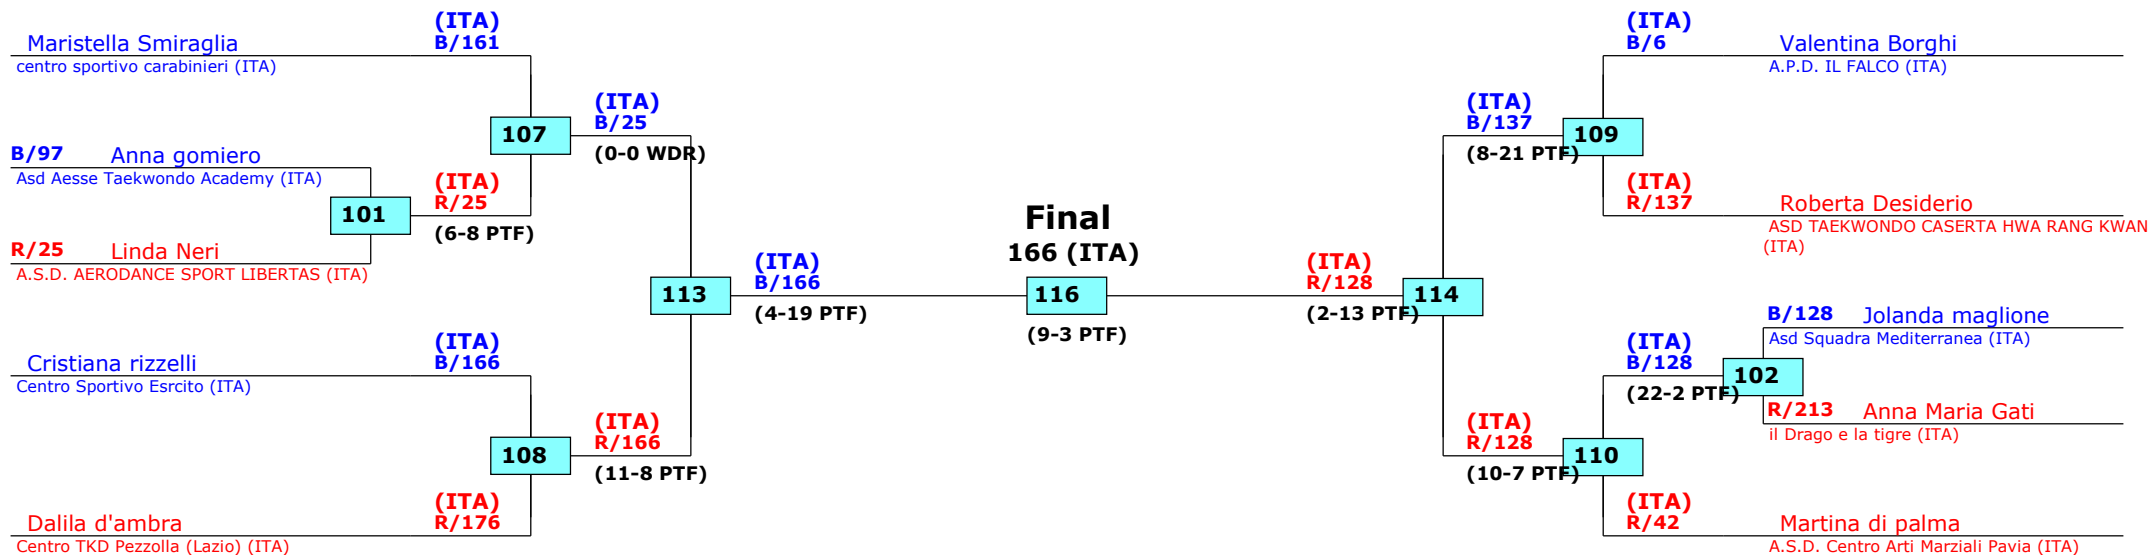 (ITA)
B/161
Maristella Smiraglia
centro sportivo carabinieri (ITA)
(ITA)
B/25
107
(0-0 WDR)
B/97 Anna gomiero
Asd Aesse Taekwondo Academy (ITA)
(ITA)
R/25
101
(6-8 PTF)
R/25 Linda Neri
A.S.D. AERODANCE SPORT LIBERTAS (ITA)
(ITA)
B/166
113
(4-19 PTF)
(ITA)
B/166
Cristiana rizzelli
Centro Sportivo Esrcito (ITA)
(ITA)
R/166
108
(11-8 PTF)
(ITA)
R/176
Dalila d'ambra
Centro TKD Pezzolla (Lazio) (ITA)
Final
166 (ITA)
116
(9-3 PTF)
(ITA)
B/6
Valentina Borghi
A.P.D. IL FALCO (ITA)
(ITA)
B/137
109
(8-21 PTF)
(ITA)
R/137
Roberta Desiderio
ASD TAEKWONDO CASERTA HWA RANG KWAN
(ITA)
(ITA)
R/128
114
(2-13 PTF)
B/128 Jolanda maglione
Asd Squadra Mediterranea (ITA)
(ITA)
B/128
102
(22-2 PTF)
R/213 Anna Maria Gati
il Drago e la tigre (ITA)
(ITA)
R/128
110
(10-7 PTF)
(ITA)
R/42
Martina di palma
A.S.D. Centro Arti Marziali Pavia (ITA)